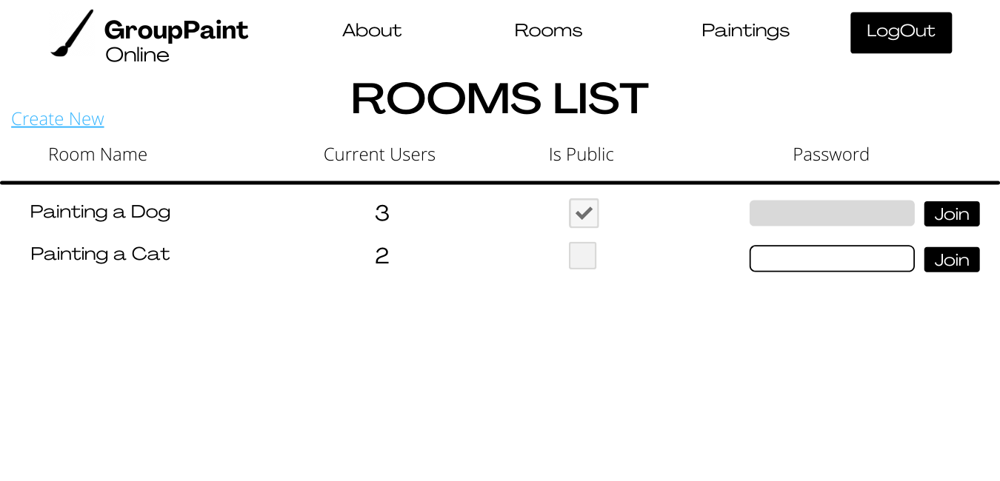 GroupPaint
Online
About Rooms Paintings LogOut
ROOMS LIST
Create New
Room Name Current Users Is Public Password
Painting a Dog 3 Join
Painting a Cat 2 Join